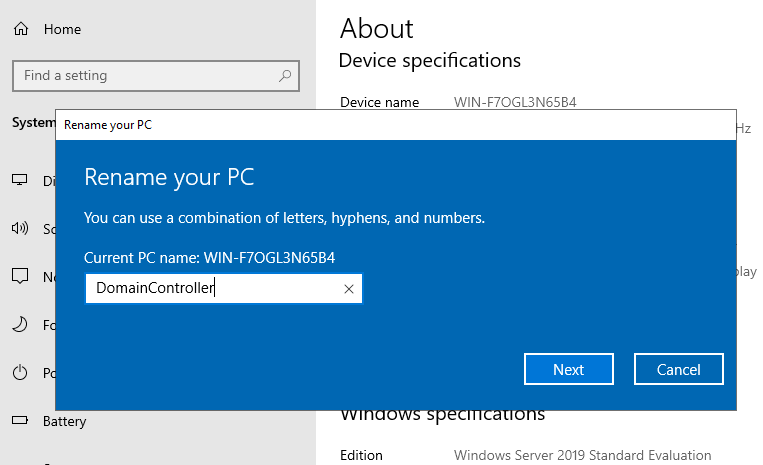 Home
About
Device specifications
Find a setting
Device name WIN-F7OGL3N65B4
System
Rename your PC
Hz
Rename your PC
Di
You can use a combination of letters, hyphens, and numbers.
So
Current PC name: WIN-F7OGL3N65B4
play
DomainController
Fo
Next
Cancel
Po
Windows specifications
Battery
Edition Windows Server 2019 Standard Evaluation